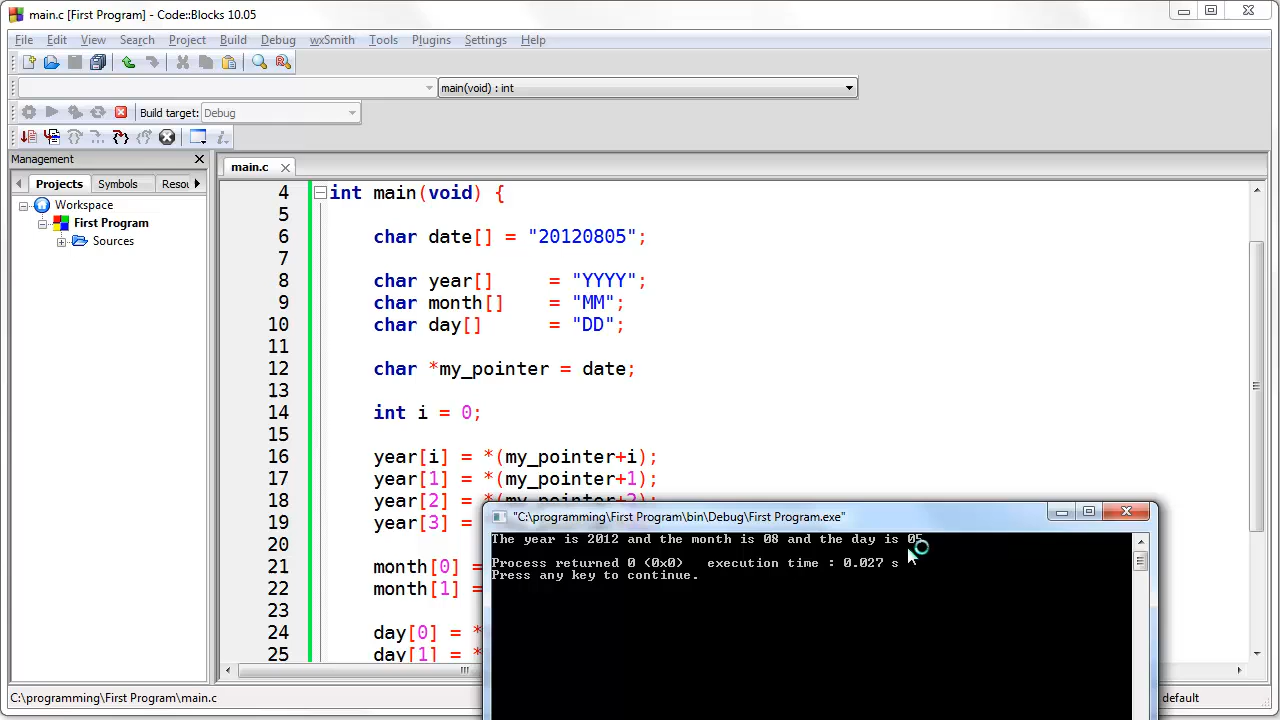 main.c [First Program] - Code::Blocks 10.05
File Edit View Search Project Build Debug wxSmith Tools Plugins Settings Help
main(void) : int
Build target: Debug
Management
main.c
Projects Symbols Resou
Workspace
First Program
Sources
4 int main(void) {
5
6 char date[] = "20120805";
7
8 char year[] = "YYYY";
9 char month[] = "MM";
10 char day[] = "DD";
11
12 char *my_pointer = date;
13
14 int i = 0;
15
16 year[i] = *(my_pointer+i);
17 year[1] = *(my_pointer+1);
18 year[2] = *(my_pointer+2);
19 year[3] =
20
21 month[0] =
22 month[1] =
23
24 day[0] = *
25 day[1] = *
"C:\programming\First Program\bin\Debug\First Program.exe"
The year is 2012 and the month is 08 and the day is 05
Process returned 0 (0x0) execution time : 0.027 s
Press any key to continue.
C:\programming\First Program\main.c
default